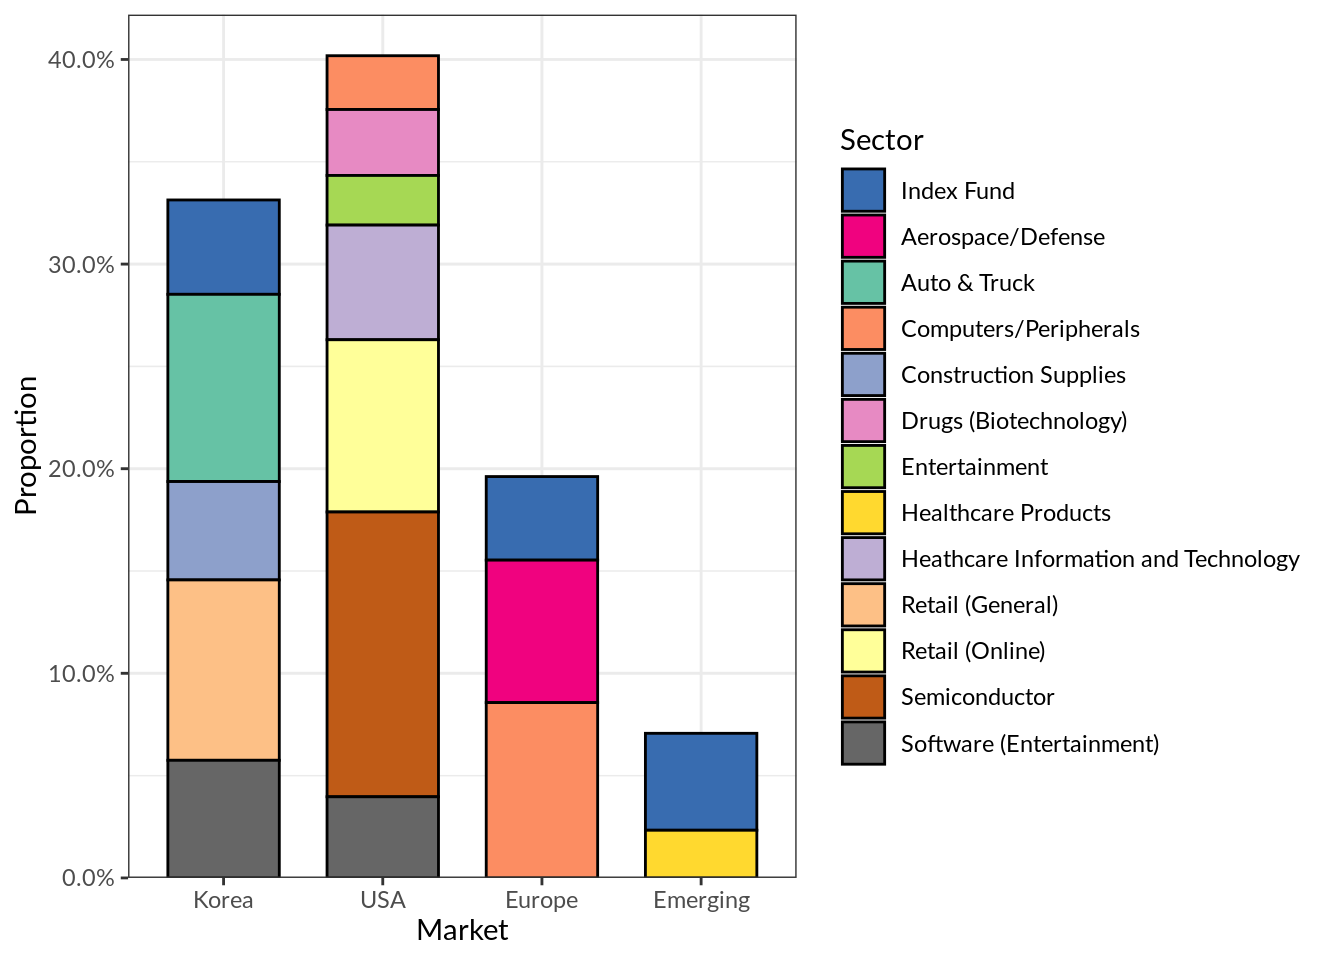 40.0%
30.0%
20.0%
10.0%
0.0%
Proportion
Korea
USA
Europe
Emerging
Market
Sector
Index Fund
Aerospace/Defense
Auto & Truck
Computers/Peripherals
Construction Supplies
Drugs (Biotechnology)
Entertainment
Healthcare Products
Heathcare Information and Technology
Retail (General)
Retail (Online)
Semiconductor
Software (Entertainment)